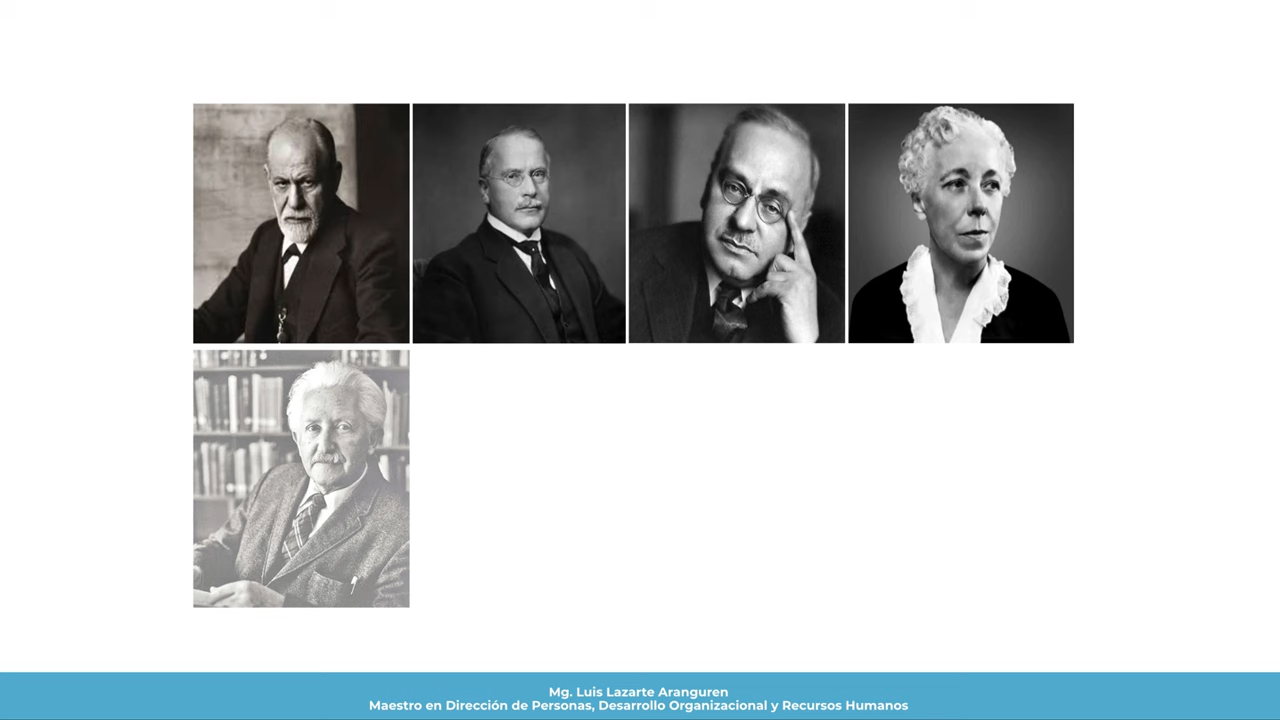 Mg. Luis Lazarte Aranguren
Maestro en Dirección de Personas, Desarrollo Organizacional y Recursos Humanos